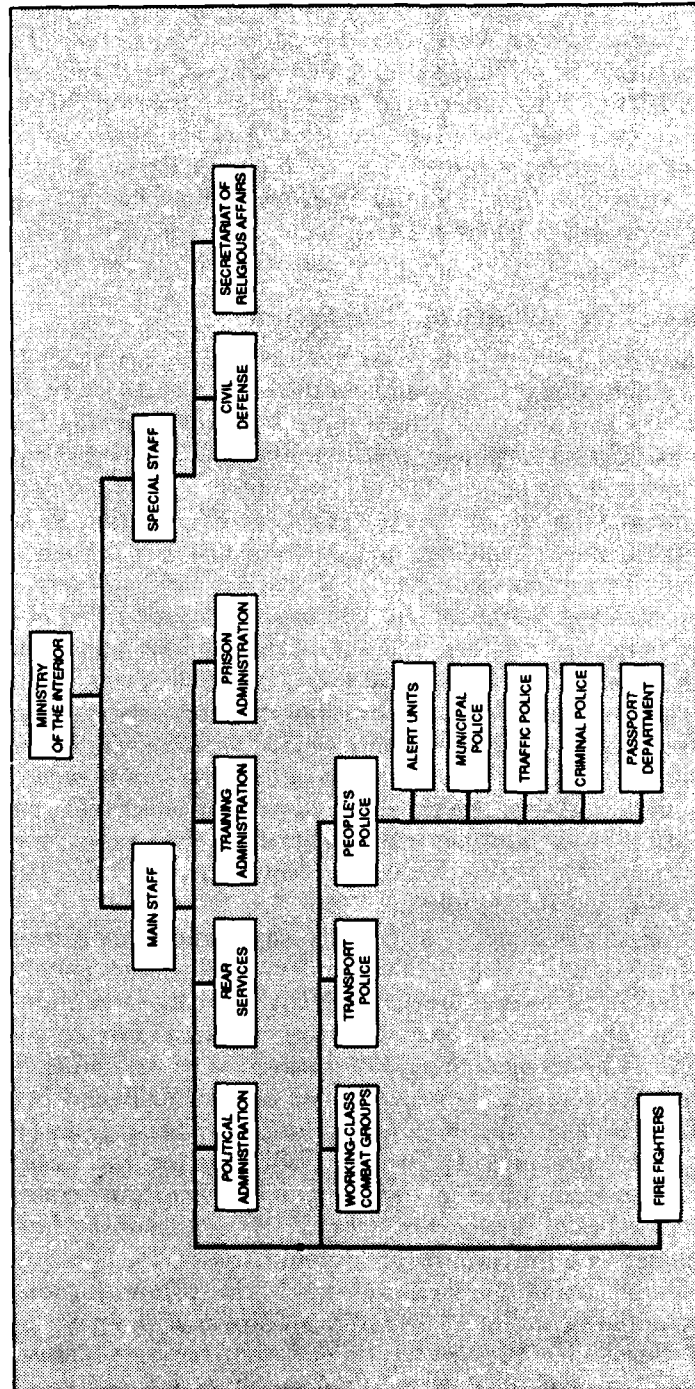 MINISTRY
OF THE INTERIOR
MAIN STAFF
SPECIAL STAFF
POLITICAL
ADMINISTRATION
REAR
SERVICES
TRAINING
ADMINISTRATION
PRISON
ADMINISTRATION
CIVIL
DEFENSE
SECRETARIAT OF
RELIGIOUS AFFAIRS
WORKING-CLASS
COMBAT GROUPS
TRANSPORT
POLICE
PEOPLE'S
POLICE
ALERT UNITS
MUNICIPAL
POLICE
TRAFFIC POLICE
CRIMINAL POLICE
PASSPORT
DEPARTMENT
FIRE FIGHTERS